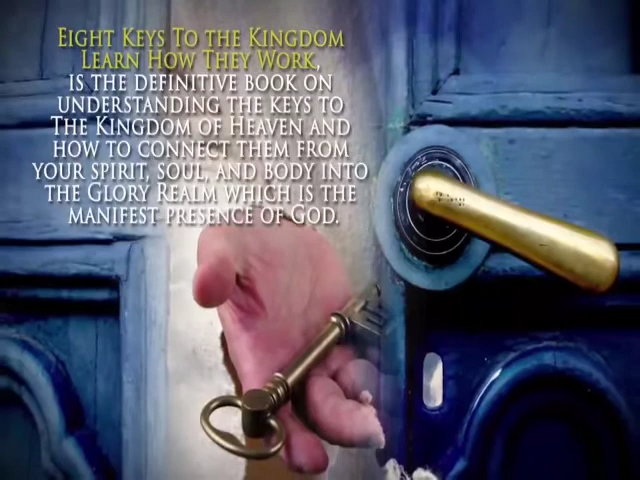 Eight Keys To the Kingdom
Learn How They Work,
is the definitive book on
understanding the keys to
The Kingdom of Heaven and
how to connect them from
your spirit, soul, and body into
the Glory Realm which is the
manifest presence of God.